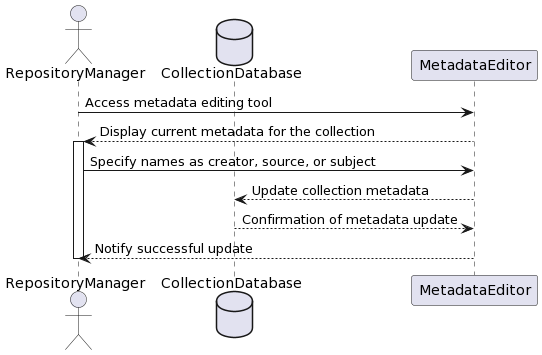 RepositoryManager
CollectionDatabase
MetadataEditor
Access metadata editing tool
Display current metadata for the collection
Specify names as creator, source, or subject
Update collection metadata
Confirmation of metadata update
Notify successful update
RepositoryManager
CollectionDatabase
MetadataEditor